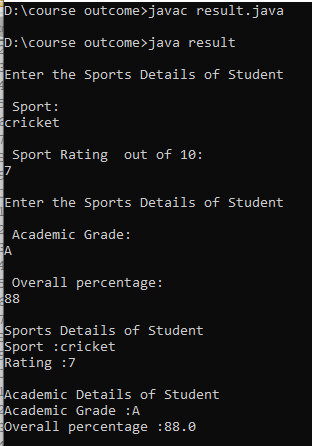 D:\course outcome>javac result.java
D:\course outcome>java result
Enter the Sports Details of Student
Sport:
cricket
Sport Rating  out of 10:
7
Enter the Sports Details of Student
Academic Grade:
A
Overall percentage:
88
Sports Details of Student
Sport :cricket
Rating :7
Academic Details of Student
Academic Grade :A
Overall percentage :88.0